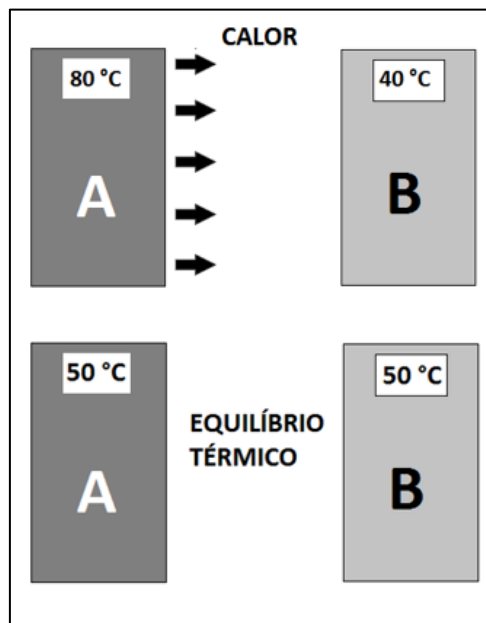 CALOR
80 °C
40 °C
A
B
50 °C
50 °C
EQUILÍBRIO
TÉRMICO
A
B